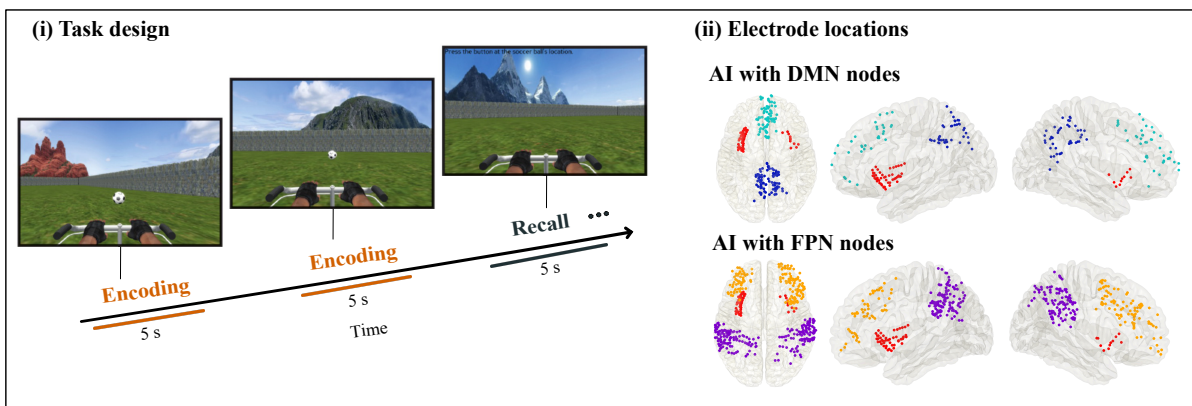 (i) Task design
Press the button at the soccer ball's location.
Encoding
5 s
Encoding
5 s
Recall
5 s
Time
(ii) Electrode locations
AI with DMN nodes
AI with FPN nodes